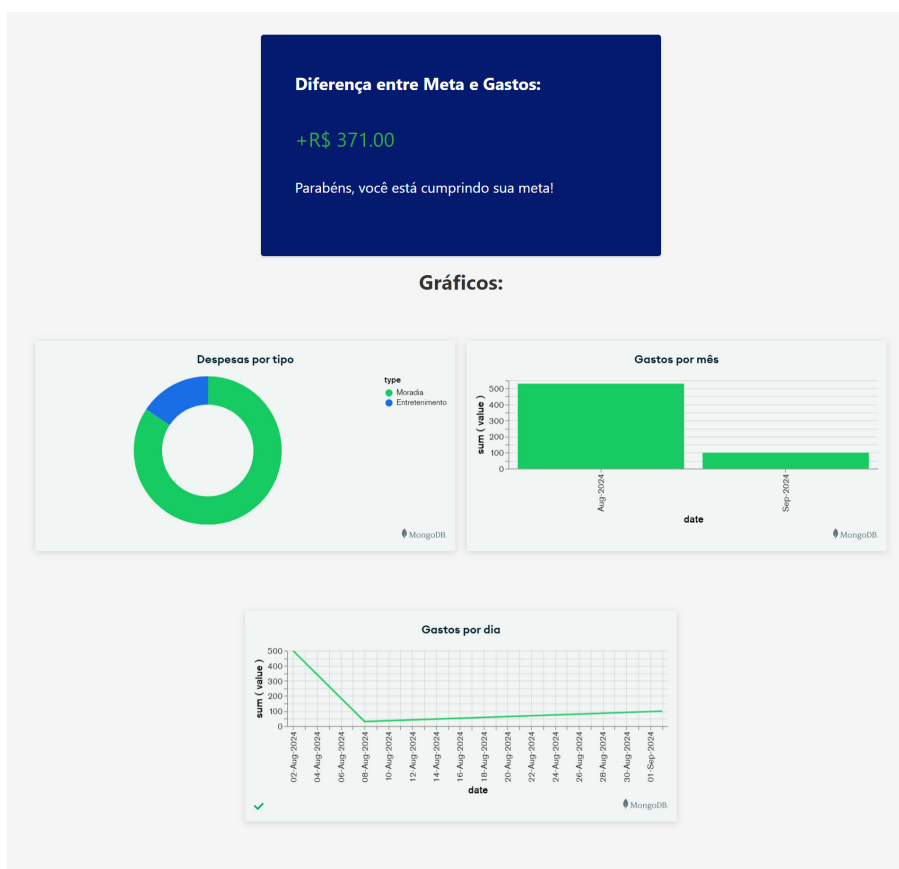 Diferença entre Meta e Gastos:
+R$ 371.00
Parabéns, você está cumprindo sua meta!
Gráficos:
Despesas por tipo
type
Moradia
Entretenimento
MongoDB.
Gastos por mês
sum ( value )
500
400
300
200
100
0
Aug-2024
Sep-2024
date
MongoDB.
Gastos por dia
sum ( value )
500
400
300
200
100
0
02-Aug-2024
04-Aug-2024
06-Aug-2024
08-Aug-2024
10-Aug-2024
12-Aug-2024
14-Aug-2024
16-Aug-2024
18-Aug-2024
20-Aug-2024
22-Aug-2024
24-Aug-2024
26-Aug-2024
28-Aug-2024
30-Aug-2024
01-Sep-2024
date
MongoDB.